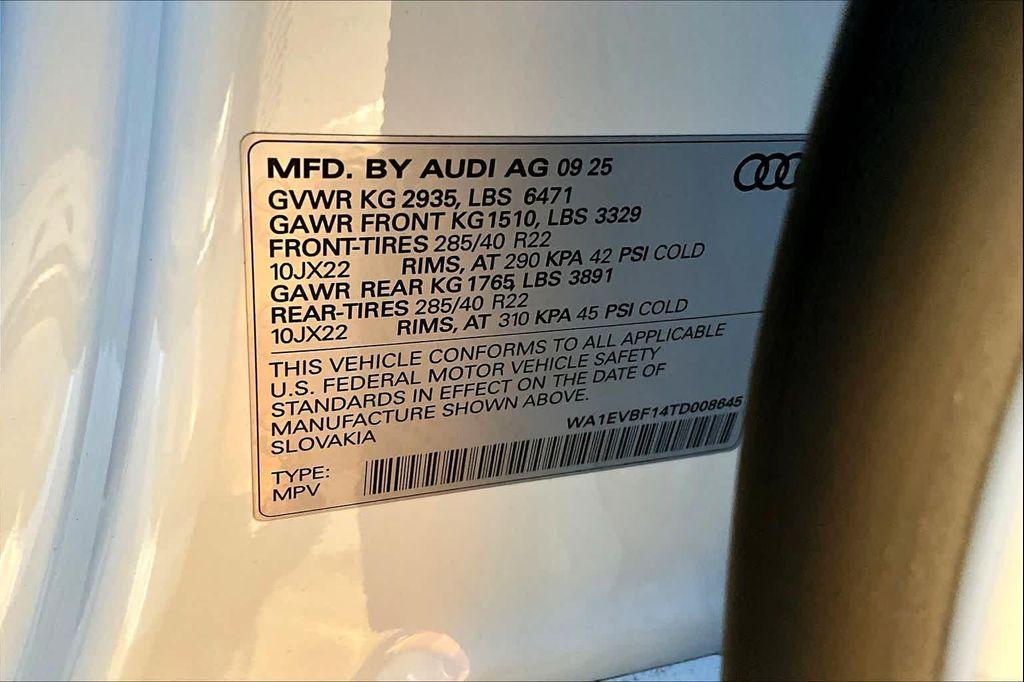 MFD. BY AUDI AG 09 25
GVWR KG 2935, LBS 6471
GAWR FRONT KG 1510, LBS 3329
FRONT-TIRES 285/40 R22
10JX22 RIMS, AT 290 KPA 42 PSI COLD
GAWR REAR KG 1765, LBS 3891
REAR-TIRES 285/40 R22
10JX22 RIMS, AT 310 KPA 45 PSI COLD
THIS VEHICLE CONFORMS TO ALL APPLICABLE
U.S. FEDERAL MOTOR VEHICLE SAFETY
STANDARDS IN EFFECT ON THE DATE OF
MANUFACTURE SHOWN ABOVE.
SLOVAKIA
WA1EVBF14TD008645
TYPE:
MPV